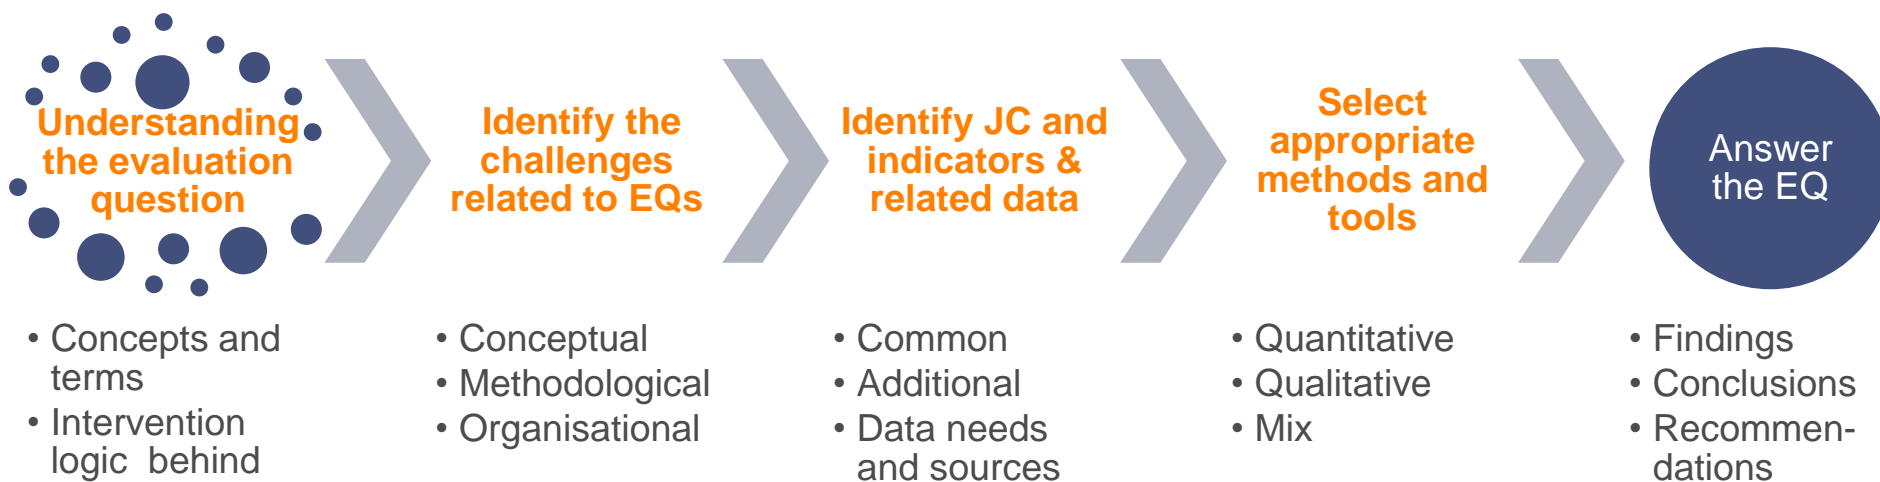 Understanding
the evaluation
question
• Concepts and
terms
• Intervention
logic behind
Identify the
challenges
related to EQs
• Conceptual
• Methodological
• Organisational
Identify JC and
indicators &
related data
• Common
• Additional
• Data needs
and sources
Select
appropriate
methods and
tools
• Quantitative
• Qualitative
• Mix
Answer
the EQ
• Findings
• Conclusions
• Recommen-
dations